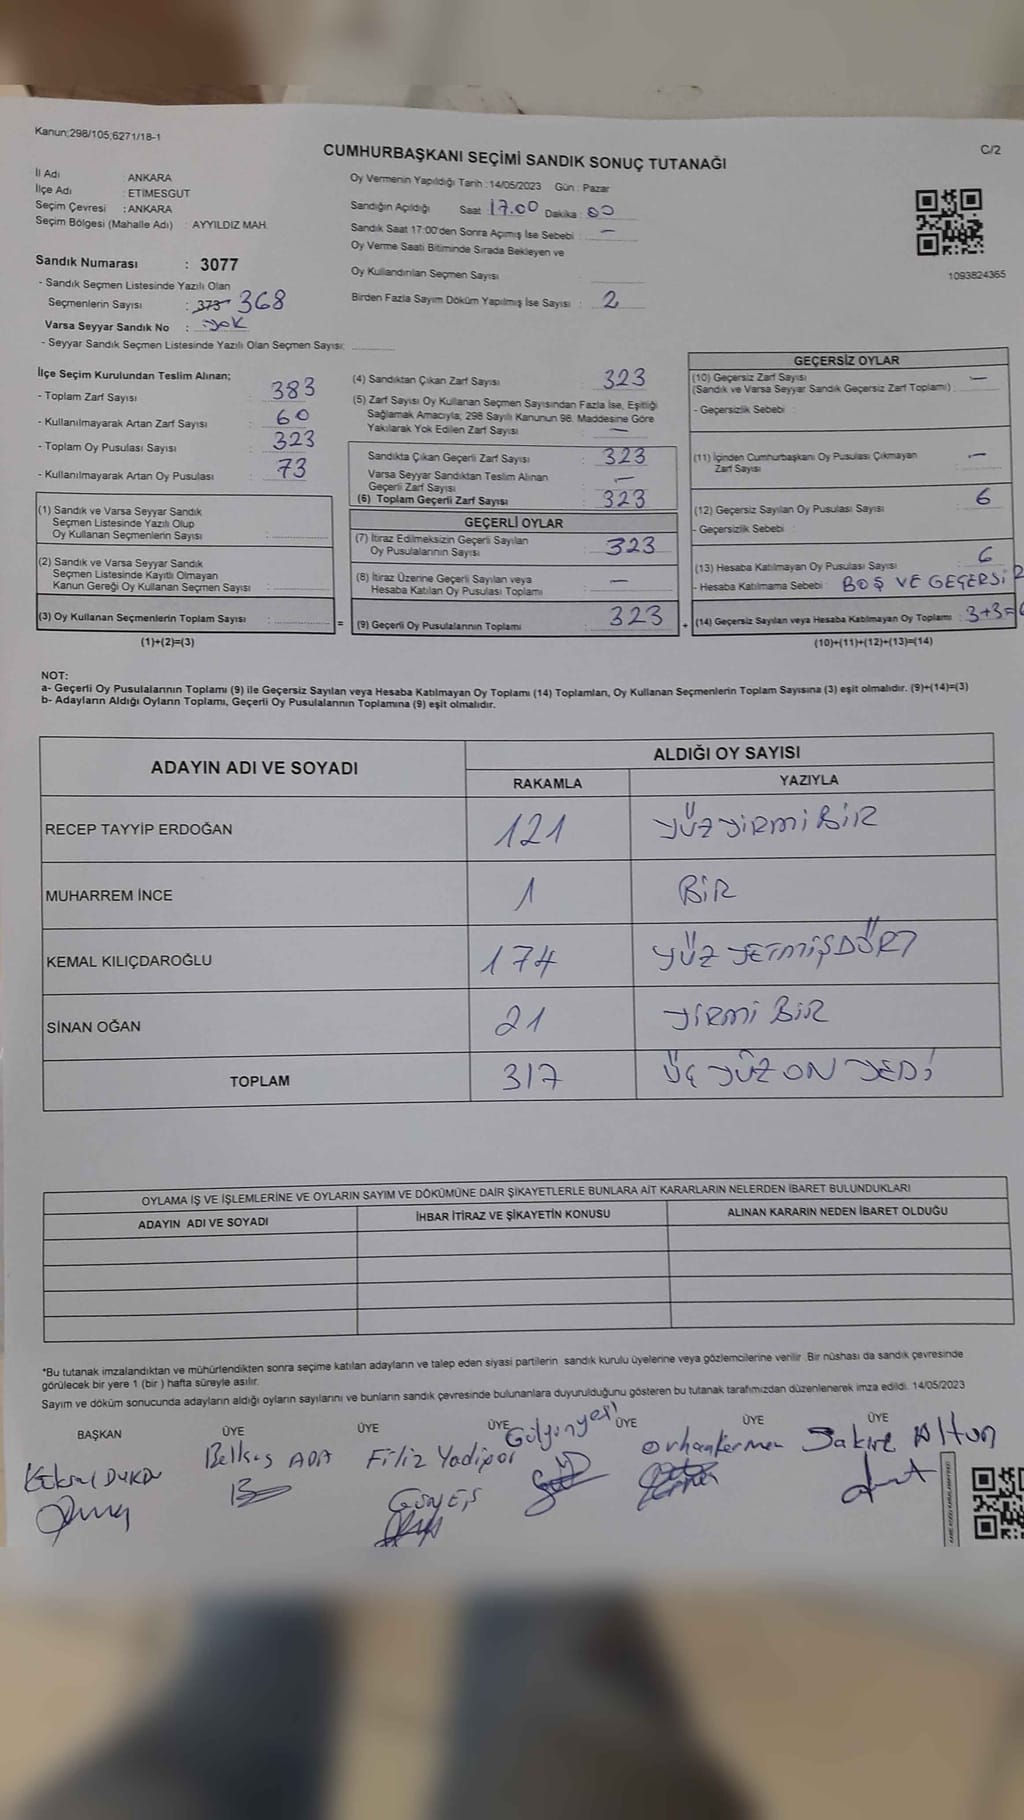 Kanun;298/105,6271/18-1
CUMHURBAŞKANI SEÇİMİ SANDIK SONUÇ TUTANAĞI
C/2
İl Adı : ANKARA
İlçe Adı : ETİMESGUT
Seçim Çevresi : ANKARA
Seçim Bölgesi (Mahalle Adı) : AYYILDIZ MAH.
Sandık Numarası : 3077
- Sandık Seçmen Listesinde Yazılı Olan
Seçmenlerin Sayısı : 373 368
Varsa Seyyar Sandık No : YOK
- Seyyar Sandık Seçmen Listesinde Yazılı Olan Seçmen Sayısı:
Oy Vermenin Yapıldığı Tarih :14/05/2023 Gün : Pazar
Sandığın Açıldığı Saat 17.00 Dakika : 00
Sandık Saat 17:00'den Sonra Açımış İse Sebebi : —
Oy Verme Saati Bitiminde Sırada Bekleyen ve
Oy Kullandırılan Seçmen Sayısı :
Birden Fazla Sayım Döküm Yapılmış İse Sayısı : 2
1093824365
İlçe Seçim Kurulundan Teslim Alınan;
- Toplam Zarf Sayısı : 383
- Kullanılmayarak Artan Zarf Sayısı : 60
- Toplam Oy Pusulası Sayısı : 323
- Kullanılmayarak Artan Oy Pusulası : 73
(1) Sandık ve Varsa Seyyar Sandık
Seçmen Listesinde Yazılı Olup
Oy Kullanan Seçmenlerin Sayısı :
(2) Sandık ve Varsa Seyyar Sandık
Seçmen Listesinde Kayıtlı Olmayan
Kanun Gereği Oy Kullanan Seçmen Sayısı :
(3) Oy Kullanan Seçmenlerin Toplam Sayısı : =
(1)+(2)=(3)
(4) Sandıktan Çıkan Zarf Sayısı : 323
(5) Zarf Sayısı Oy Kullanan Seçmen Sayısından Fazla İse, Eşitliği
Sağlamak Amacıyla, 298 Sayılı Kanunun 98. Maddesine Göre
Yakılarak Yok Edilen Zarf Sayısı : —
Sandıkta Çıkan Geçerli Zarf Sayısı : 323
Varsa Seyyar Sandıktan Teslim Alınan
Geçerli Zarf Sayısı : —
(6) Toplam Geçerli Zarf Sayısı : 323
GEÇERLİ OYLAR
(7) İtiraz Edilmeksizin Geçerli Sayılan
Oy Pusulalarının Sayısı : 323
(8) İtiraz Üzerine Geçerli Sayılan veya
Hesaba Katılan Oy Pusulası Toplamı : —
(9) Geçerli Oy Pusulalarının Toplamı : 323 +
GEÇERSİZ OYLAR
(10) Geçersiz Zarf Sayısı : —
(Sandık ve Varsa Seyyar Sandık Geçersiz Zarf Toplamı)
- Geçersizlik Sebebi :
(11) İçinden Cumhurbaşkanı Oy Pusulası Çıkmayan
Zarf Sayısı : —
(12) Geçersiz Sayılan Oy Pusulası Sayısı : 6
- Geçersizlik Sebebi :
(13) Hesaba Katılmayan Oy Pusulası Sayısı : 6
- Hesaba Katılmama Sebebi : BOŞ VE GEÇERSİZ
(14) Geçersiz Sayılan veya Hesaba Katılmayan Oy Toplamı : 3+3=6
(10)+(11)+(12)+(13)=(14)
NOT:
a- Geçerli Oy Pusulalarının Toplamı (9) ile Geçersiz Sayılan veya Hesaba Katılmayan Oy Toplamı (14) Toplamları, Oy Kullanan Seçmenlerin Toplam Sayısına (3) eşit olmalıdır. (9)+(14)=(3)
b- Adayların Aldığı Oyların Toplamı, Geçerli Oy Pusulalarının Toplamına (9) eşit olmalıdır.
ADAYIN ADI VE SOYADI
ALDIĞI OY SAYISI
RAKAMLA YAZIYLA
RECEP TAYYİP ERDOĞAN 121 YÜZ YİRMİ BİR
MUHARREM İNCE 1 BİR
KEMAL KILIÇDAROĞLU 174 YÜZ YETMİŞDÖRT
SİNAN OĞAN 21 YİRMİ BİR
TOPLAM 317 ÜÇ YÜZ ON YEDİ
OYLAMA İŞ VE İŞLEMLERİNE VE OYLARIN SAYIM VE DÖKÜMÜNE DAİR ŞİKAYETLERLE BUNLARA AİT KARARLARIN NELERDEN İBARET BULUNDUKLARI
ADAYIN ADI VE SOYADI İHBAR İTİRAZ VE ŞİKAYETİN KONUSU ALINAN KARARIN NEDEN İBARET OLDUĞU
*Bu tutanak imzalandıktan ve mühürlendikten sonra seçime katılan adayların ve talep eden siyasi partilerin sandık kurulu üyelerine veya gözlemcilerine verilir. Bir nüshası da sandık çevresinde
görülecek bir yere 1 (bir ) hafta süreyle asılır.
Sayım ve döküm sonucunda adayların aldığı oyların sayılarını ve bunların sandık çevresinde bulunanlara duyurulduğunu gösteren bu tutanak tarafımızdan düzenlenerek imza edildi. 14/05/2023
BAŞKAN ÜYE ÜYE ÜYE ÜYE ÜYE ÜYE
Filiz Yadipor
GÜNEŞ
Orhan Kerman
Sakine Altun